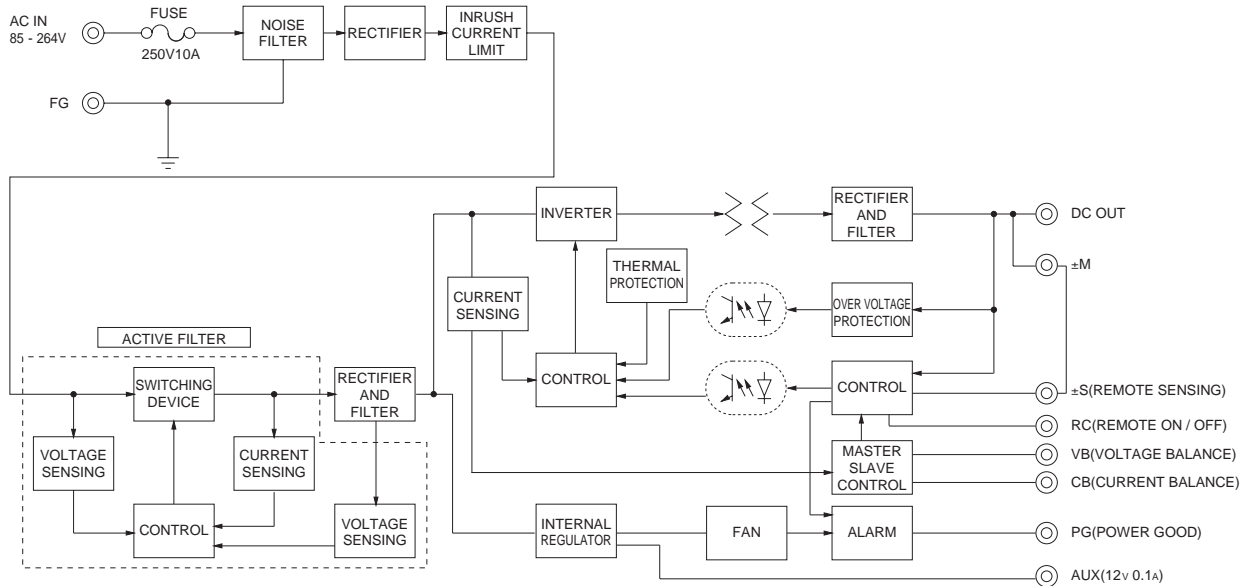 AC IN
85 - 264V
FUSE
250V10A
NOISE
FILTER
RECTIFIER
INRUSH
CURRENT
LIMIT
FG
INVERTER
RECTIFIER
AND
FILTER
DC OUT
±M
THERMAL
PROTECTION
CURRENT
SENSING
OVER VOLTAGE
PROTECTION
ACTIVE FILTER
SWITCHING
DEVICE
RECTIFIER
AND
FILTER
CONTROL
CONTROL
±S(REMOTE SENSING)
RC(REMOTE ON / OFF)
VOLTAGE
SENSING
CURRENT
SENSING
MASTER
SLAVE
CONTROL
VB(VOLTAGE BALANCE)
CB(CURRENT BALANCE)
CONTROL
VOLTAGE
SENSING
INTERNAL
REGULATOR
FAN
ALARM
PG(POWER GOOD)
AUX(12V 0.1A)